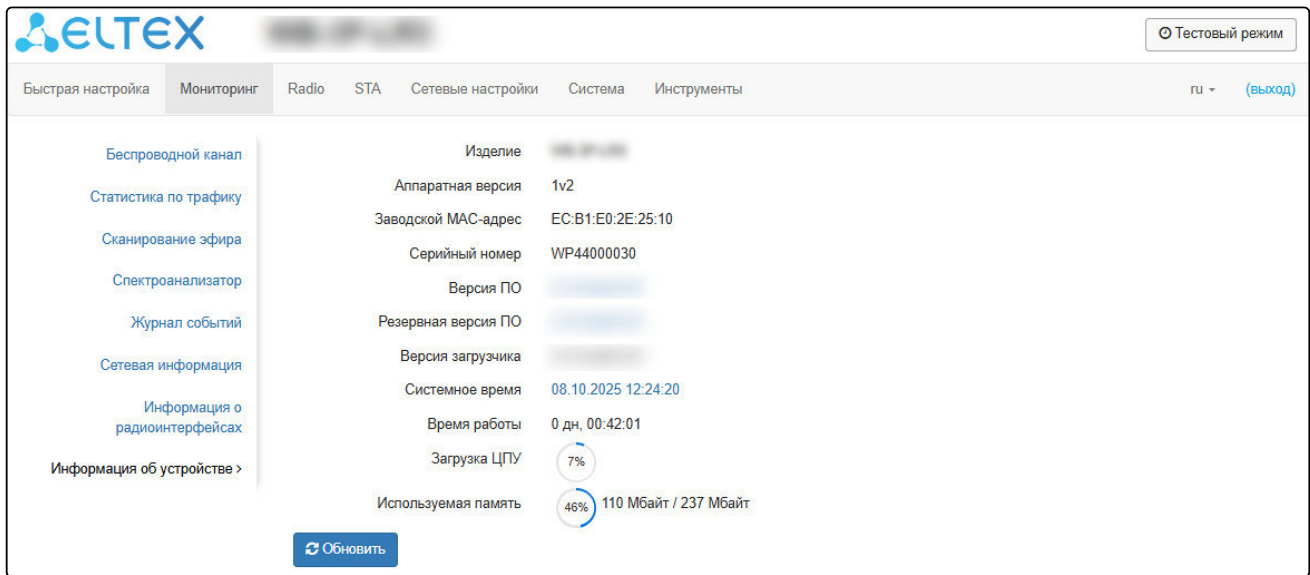 ELTEX
Тестовый режим
Быстрая настройка Мониторинг Radio STA Сетевые настройки Система Инструменты ru (выход)
Беспроводной канал
Статистика по трафику
Сканирование эфира
Спектроанализатор
Журнал событий
Сетевая информация
Информация о
радиоинтерфейсах
Информация об устройстве >
Изделие
Аппаратная версия 1v2
Заводской MAC-адрес EC:B1:E0:2E:25:10
Серийный номер WP44000030
Версия ПО
Резервная версия ПО
Версия загрузчика
Системное время 08.10.2025 12:24:20
Время работы 0 дн, 00:42:01
Загрузка ЦПУ 7%
Используемая память 46% 110 Мбайт / 237 Мбайт
Обновить